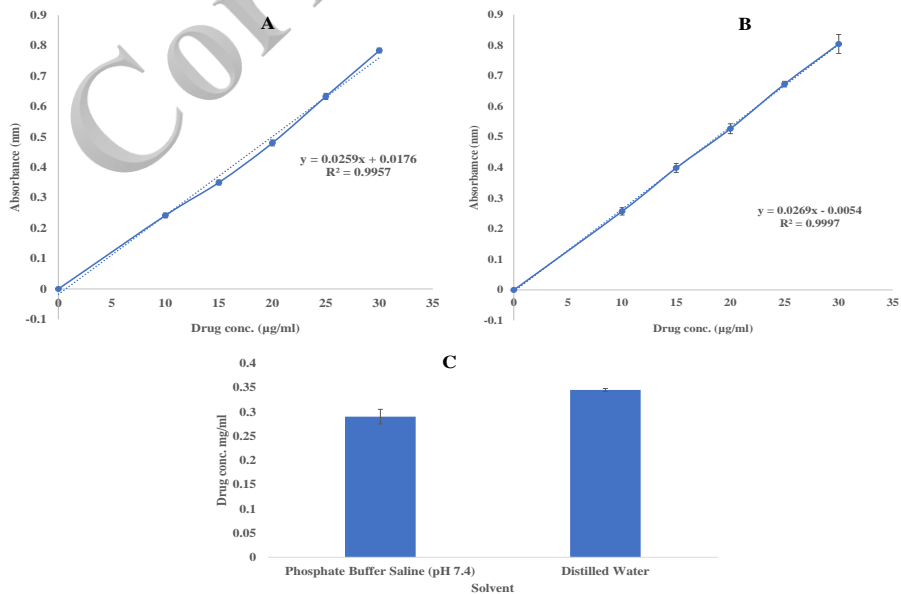 A
0.9
0.8
0.7
0.6
0.5
0.4
0.3
0.2
0.1
0
-0.1
Absorbance (nm)
y = 0.0259x + 0.0176
R² = 0.9957
0 5 10 15 20 25 30 35
Drug conc. (µg/ml)
B
0.9
0.8
0.7
0.6
0.5
0.4
0.3
0.2
0.1
0
-0.1
Absorbamce (nm)
y = 0.0269x - 0.0054
R² = 0.9997
0 5 10 15 20 25 30 35
Drug conc. (µg/ml)
C
0.4
0.35
0.3
0.25
0.2
0.15
0.1
0.05
0
Drug conc. mg/ml
Phosphate Buffer Saline (pH 7.4) Distilled Water
Solvent